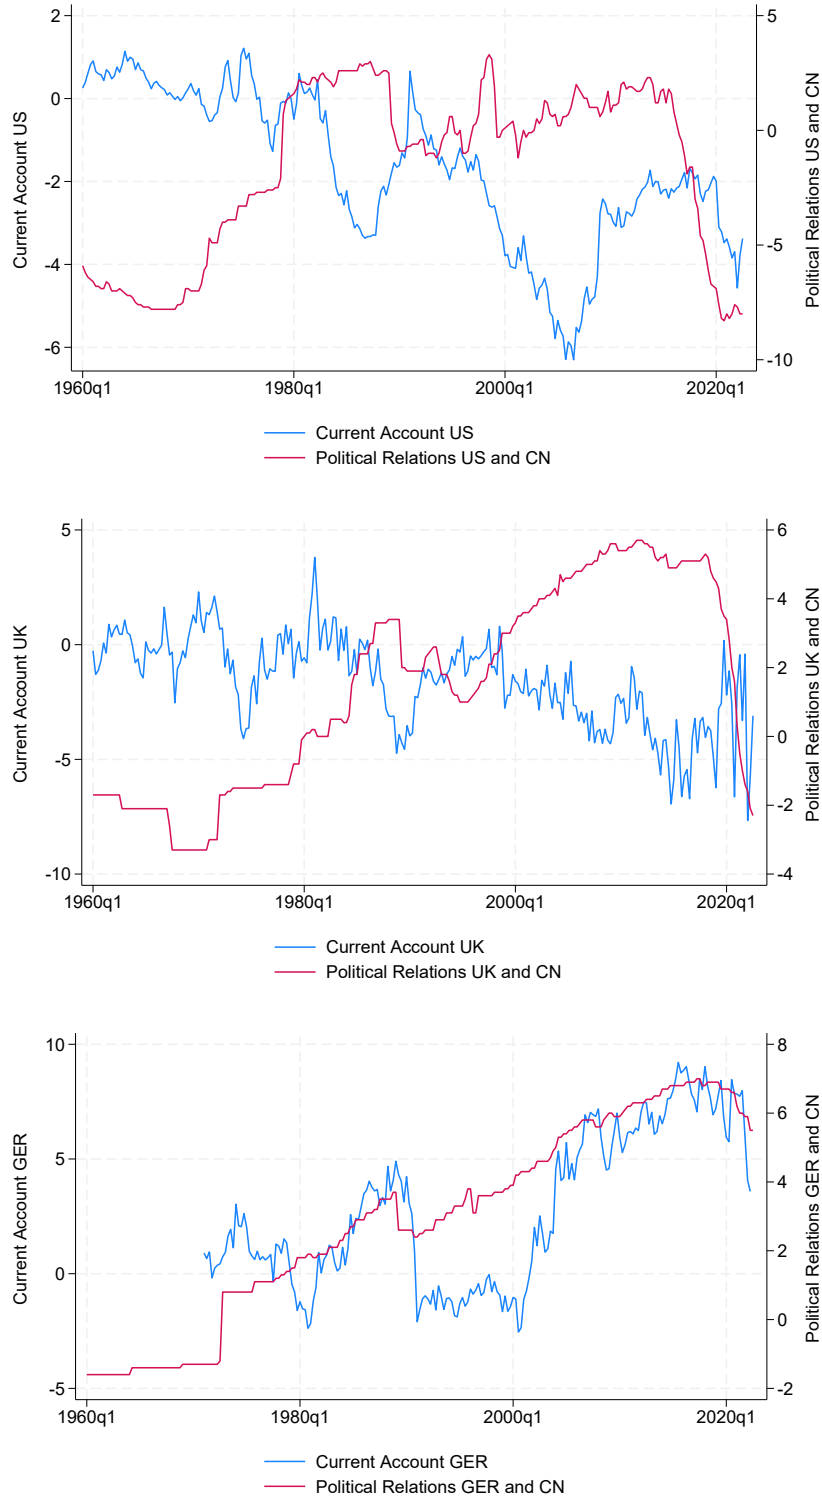 2
0
-2
-4
-6
Current Account US
5
0
-5
-10
Political Relations US and CN
1960q1 1980q1 2000q1 2020q1
Current Account US
Political Relations US and CN
5
0
-5
-10
Current Account UK
6
4
2
0
-2
-4
Political Relations UK and CN
1960q1 1980q1 2000q1 2020q1
Current Account UK
Political Relations UK and CN
10
5
0
-5
Current Account GER
8
6
4
2
0
-2
Political Relations GER and CN
1960q1 1980q1 2000q1 2020q1
Current Account GER
Political Relations GER and CN